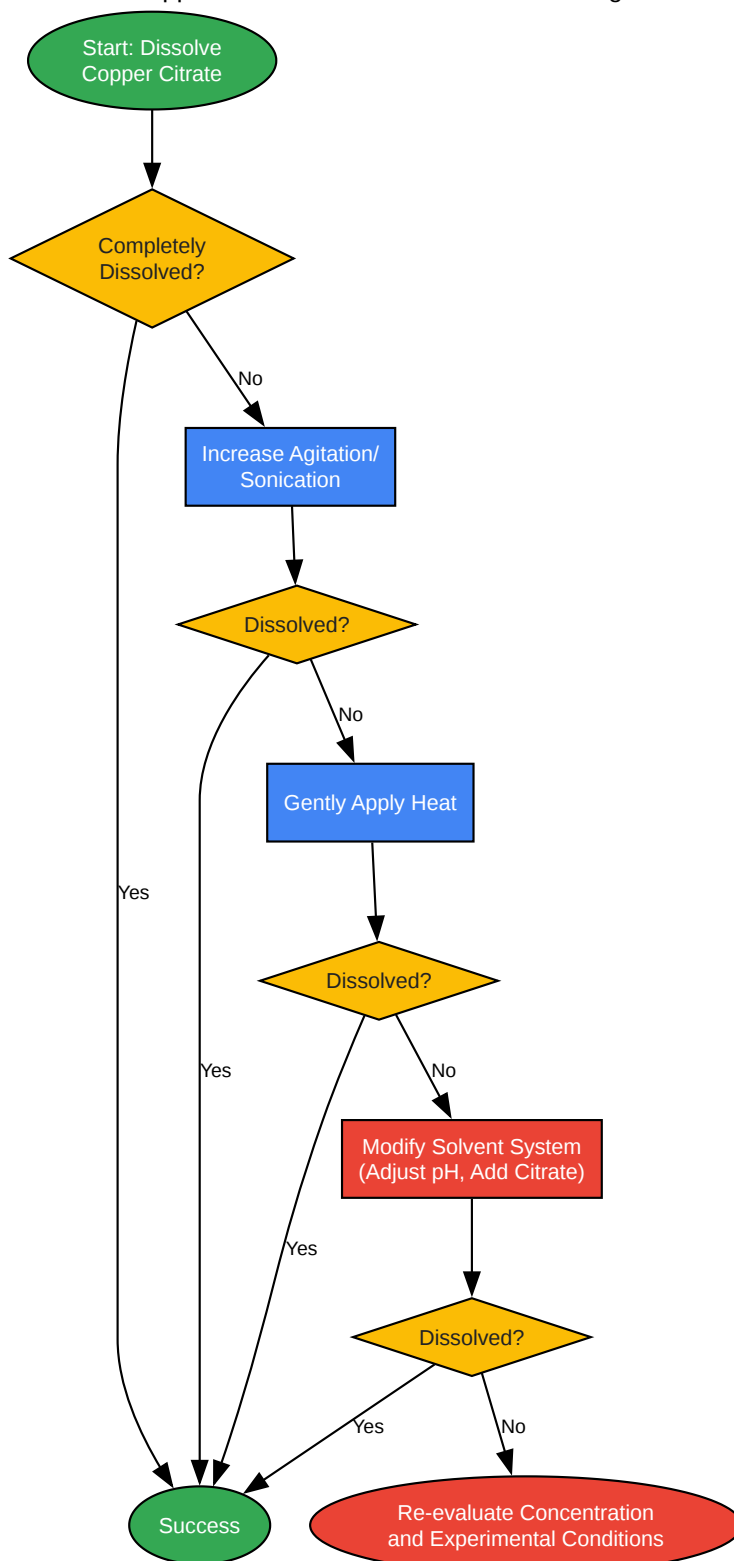 Start: Dissolve
Copper Citrate
Completely
Dissolved?
No
Increase Agitation/
Sonication
Dissolved?
No
Gently Apply Heat
Yes
Dissolved?
Yes
No
Modify Solvent System
(Adjust pH, Add Citrate)
Yes
Dissolved?
Yes
No
Success
Re-evaluate Concentration
and Experimental Conditions